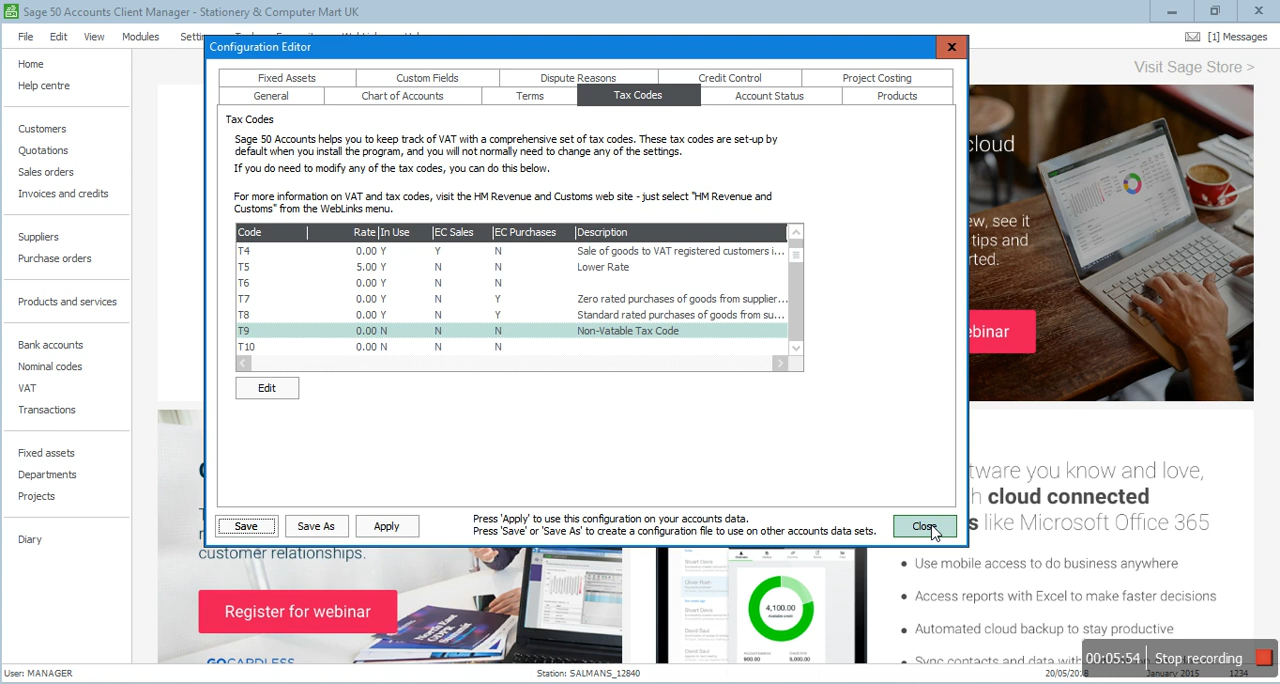 Sage 50 Accounts Client Manager - Stationery & Computer Mart UK
File Edit View Modules
[1] Messages
Configuration Editor
Home
Help centre
Customers
Quotations
Sales orders
Invoices and credits
Suppliers
Purchase orders
Products and services
Bank accounts
Nominal codes
VAT
Transactions
Fixed assets
Departments
Projects
Diary
Visit Sage Store >
Fixed Assets Custom Fields Dispute Reasons Credit Control Project Costing
General Chart of Accounts Terms Tax Codes Account Status Products
Tax Codes
Sage 50 Accounts helps you to keep track of VAT with a comprehensive set of tax codes. These tax codes are set-up by
default when you install the program, and you will not normally need to change any of the settings.
If you do need to modify any of the tax codes, you can do this below.
For more information on VAT and tax codes, visit the HM Revenue and Customs web site - just select "HM Revenue and
Customs" from the WebLinks menu.
Code Rate In Use EC Sales EC Purchases Description
T4 0.00 Y Y N Sale of goods to VAT registered customers i...
T5 5.00 Y N N Lower Rate
T6 0.00 Y N N
T7 0.00 Y N Y Zero rated purchases of goods from supplier...
T8 0.00 Y N Y Standard rated purchases of goods from su...
T9 0.00 N N N Non-Vatable Tax Code
T10 0.00 N N N
Edit
Save Save As Apply
Press 'Apply' to use this configuration on your accounts data.
Press 'Save' or 'Save As' to create a configuration file to use on other accounts data sets.
Close
cloud
ew, see it
tips and
rted.
ebinar
customer relationships.
Register for webinar
GOCARDLESS
4,100.00
tware you know and love,
h cloud connected
s like Microsoft Office 365
• Use mobile access to do business anywhere
• Access reports with Excel to make faster decisions
• Automated cloud backup to stay productive
Sync contacts and data with
00:05:54 Stop recording
User: MANAGER
Station: SALMANS_12840
January 2015
1234